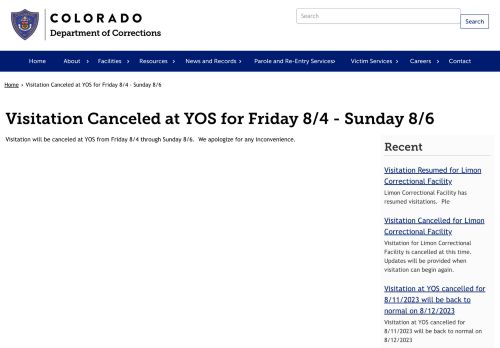 COLORADO
Department of Corrections
Search
Search
Home About › Facilities › Resources › News and Records › Parole and Re-Entry Services › Victim Services › Careers › Contact
Home › Visitation Canceled at YOS for Friday 8/4 - Sunday 8/6
Visitation Canceled at YOS for Friday 8/4 - Sunday 8/6
Visitation will be canceled at YOS from Friday 8/4 through Sunday 8/6. We apologize for any inconvenience.
Recent
Visitation Resumed for Limon
Correctional Facility
Limon Correctional Facility has
resumed visitations. Ple
Visitation Cancelled for Limon
Correctional Facility
Visitation for Limon Correctional
Facility is cancelled at this time.
Updates will be provided when
visitation can begin again.
Visitation at YOS cancelled for
8/11/2023 will be back to
normal on 8/12/2023
Visitation at YOS cancelled for
8/11/2023 will be back to normal on
8/12/2023